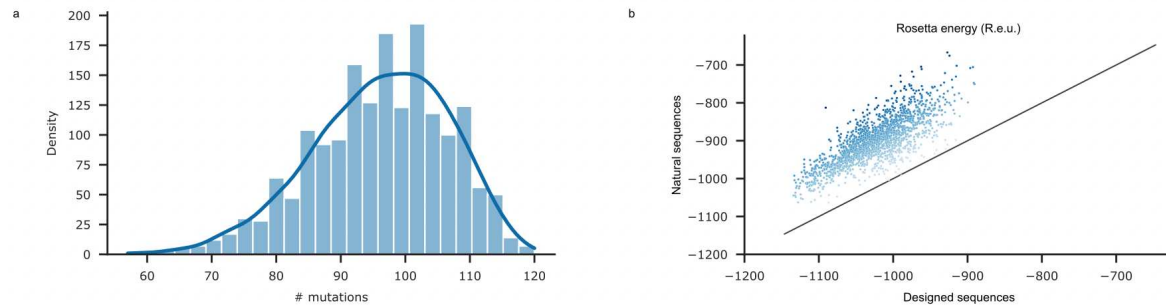 a
200
175
150
125
100
75
50
25
0
Density
60 70 80 90 100 110 120
# mutations
b
Rosetta energy (R.e.u.)
−700
−800
−900
−1000
−1100
−1200
Natural sequences
−1200 −1100 −1000 −900 −800 −700
Designed sequences